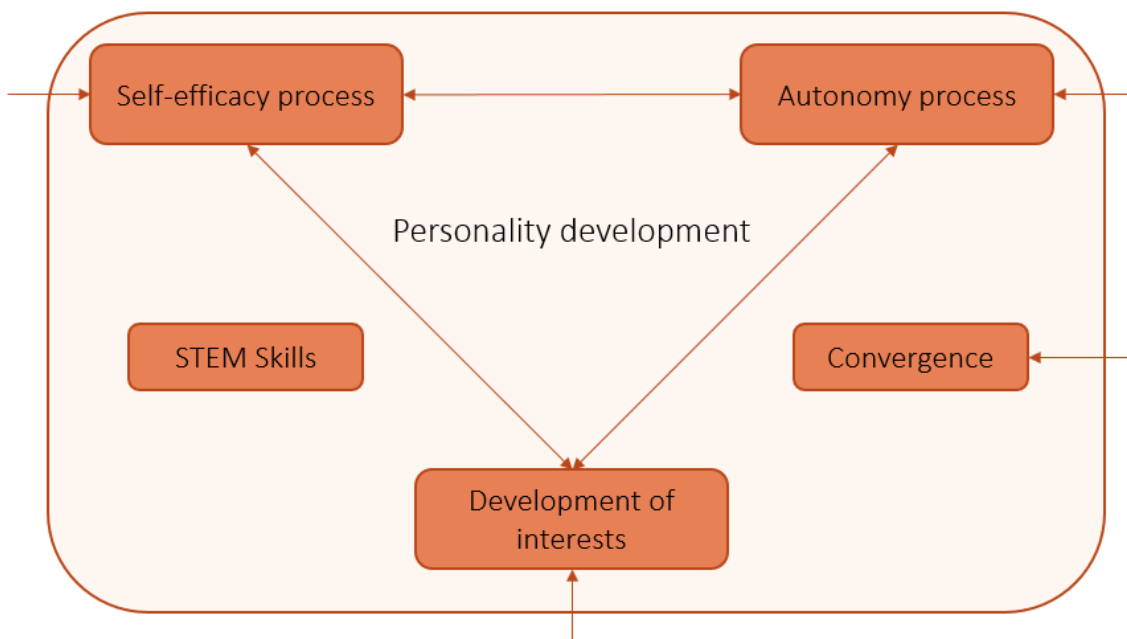 Self-efficacy process
Autonomy process
Personality development
STEM Skills
Convergence
Development of
interests